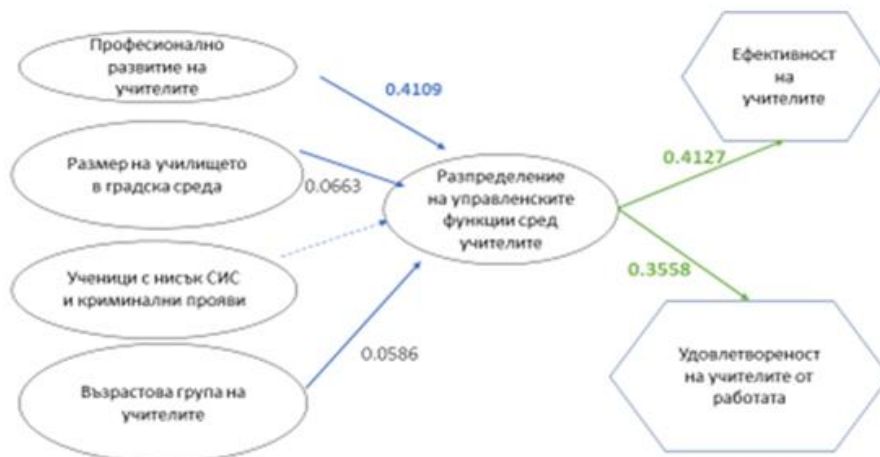 Професионално
развитие на
учителите
0.4109
Размер на училището
в градска среда
0.0663
Ученици с нисък СИС
и криминални прояви
Възрастова група на
учителите
0.0586
Разпределение
на управленските
функции сред
учителите
0.4127
Ефективност
на
учителите
0.3558
Удовлетвореност
на учителите от
работата